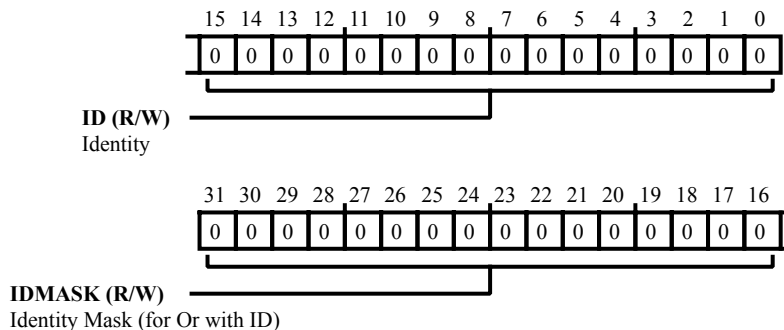 15 14 13 12 11 10 9 8 7 6 5 4 3 2 1 0
0 0 0 0 0 0 0 0 0 0 0 0 0 0 0 0
ID (R/W)
Identity
31 30 29 28 27 26 25 24 23 22 21 20 19 18 17 16
0 0 0 0 0 0 0 0 0 0 0 0 0 0 0 0
IDMASK (R/W)
Identity Mask (for Or with ID)